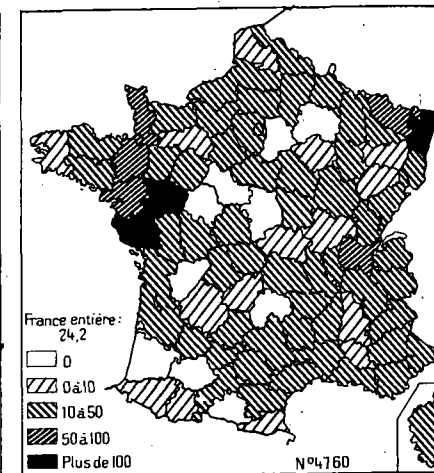 France entière :
24,2
0
0 à 10
10 à 50
50 à 100
Plus de 100
N°4760